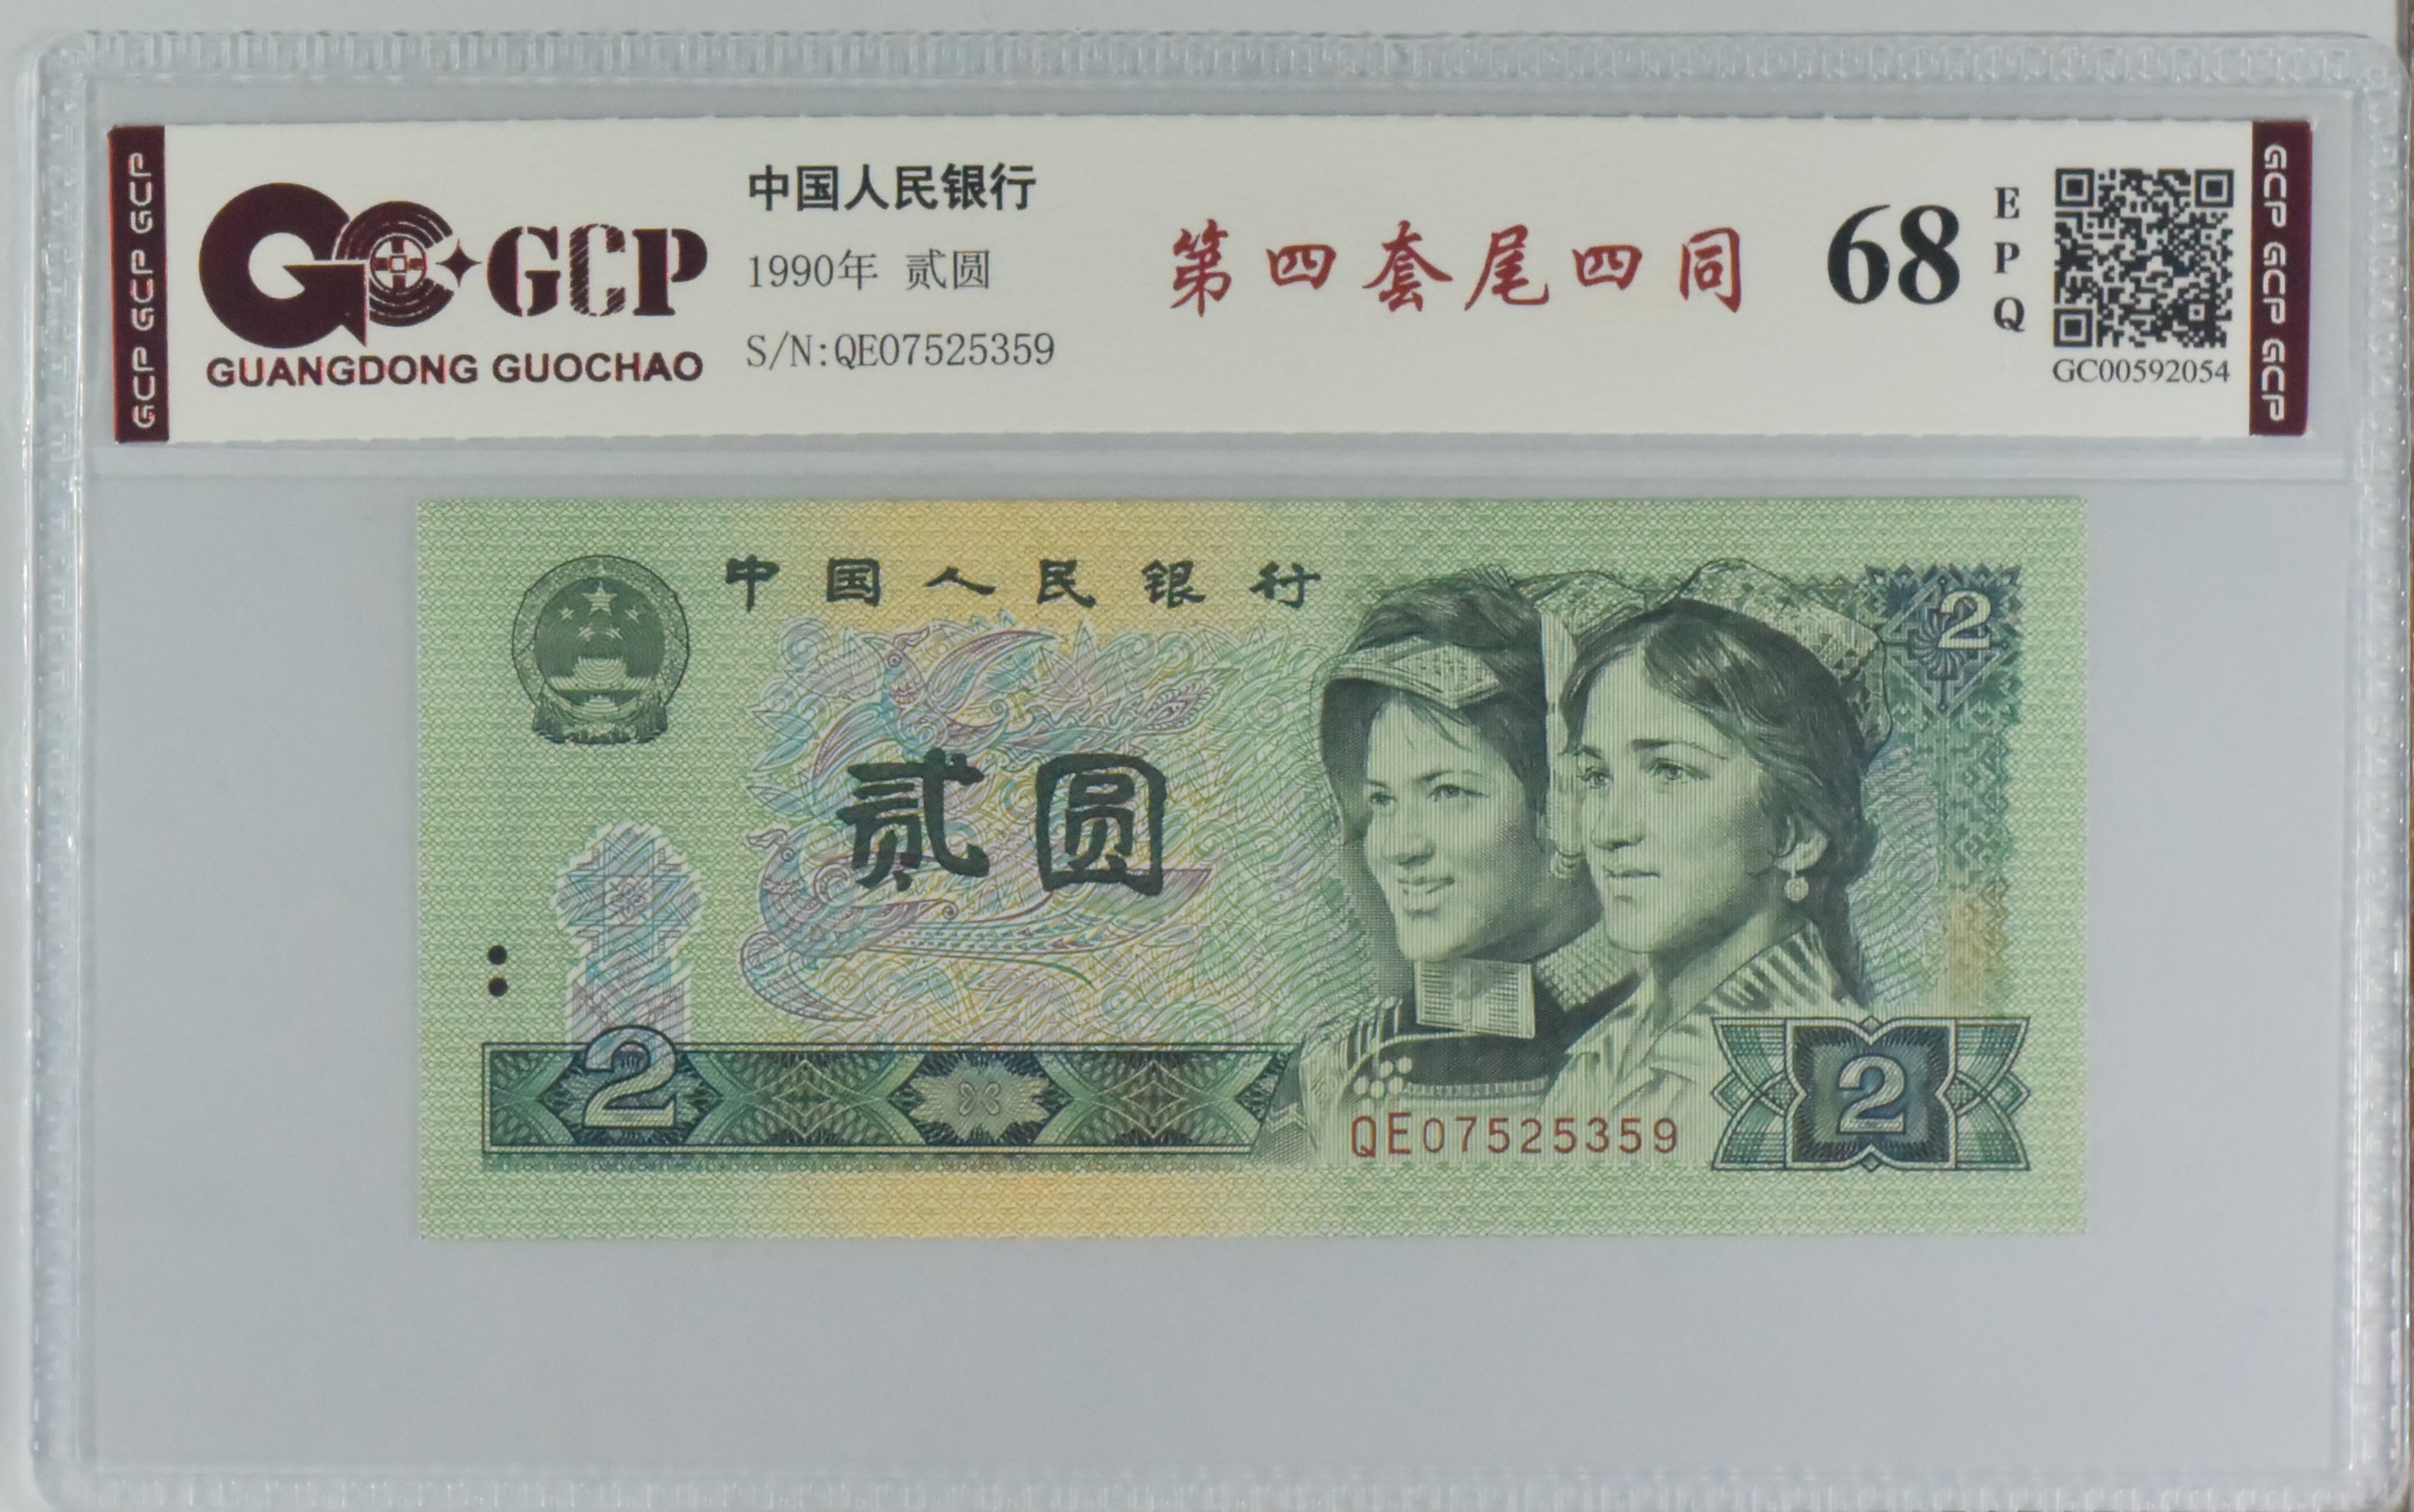 GCP GCP GCP
GCP
GUANGDONG GUOCHAO
中国人民银行
1990年 贰圆
S/N:QE07525359
第四套尾四同
68
E
P
Q
GC00592054
GCP GCP GCP
中国人民银行
2
贰圆
2
QE07525359
2